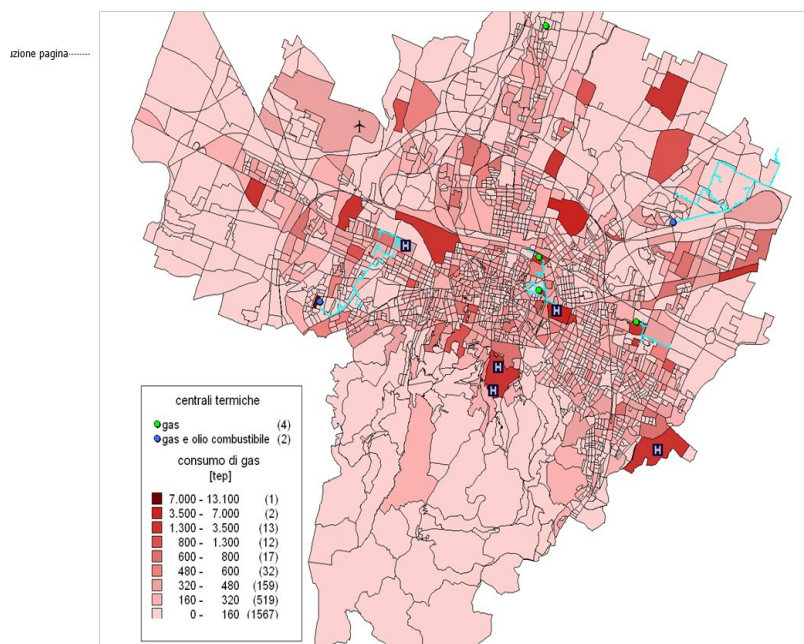 ızione pagina--------
H
H
H
H
H
H
centrali termiche
gas (4)
gas e olio combustibile (2)
consumo di gas
[tep]
7.000 - 13.100 (1)
3.500 - 7.000 (2)
1.300 - 3.500 (13)
800 - 1.300 (12)
600 - 800 (17)
480 - 600 (32)
320 - 480 (159)
160 - 320 (519)
0 - 160 (1567)